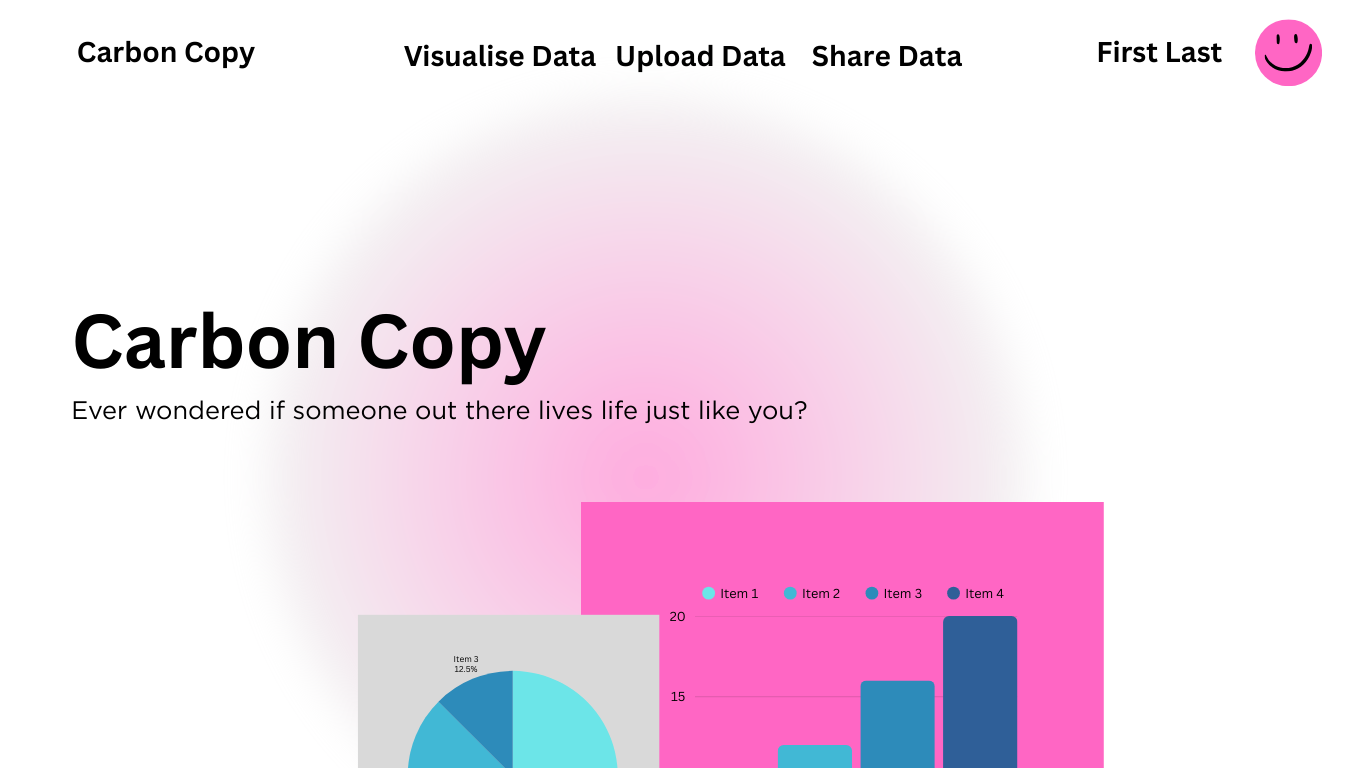 Carbon Copy
Visualise Data
Upload Data
Share Data
First Last
Carbon Copy
Ever wondered if someone out there lives life just like you?
Item 1
Item 2
Item 3
Item 4
20
15
Item 3
12.5%